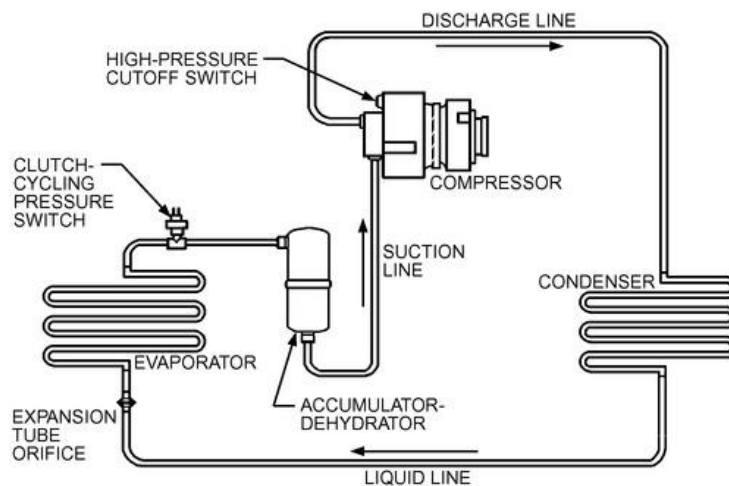 DISCHARGE LINE
HIGH-PRESSURE
CUTOFF SWITCH
CLUTCH-
CYCLING
PRESSURE
SWITCH
COMPRESSOR
SUCTION
LINE
CONDENSER
EVAPORATOR
EXPANSION
TUBE
ORIFICE
ACCUMULATOR-
DEHYDRATOR
LIQUID LINE